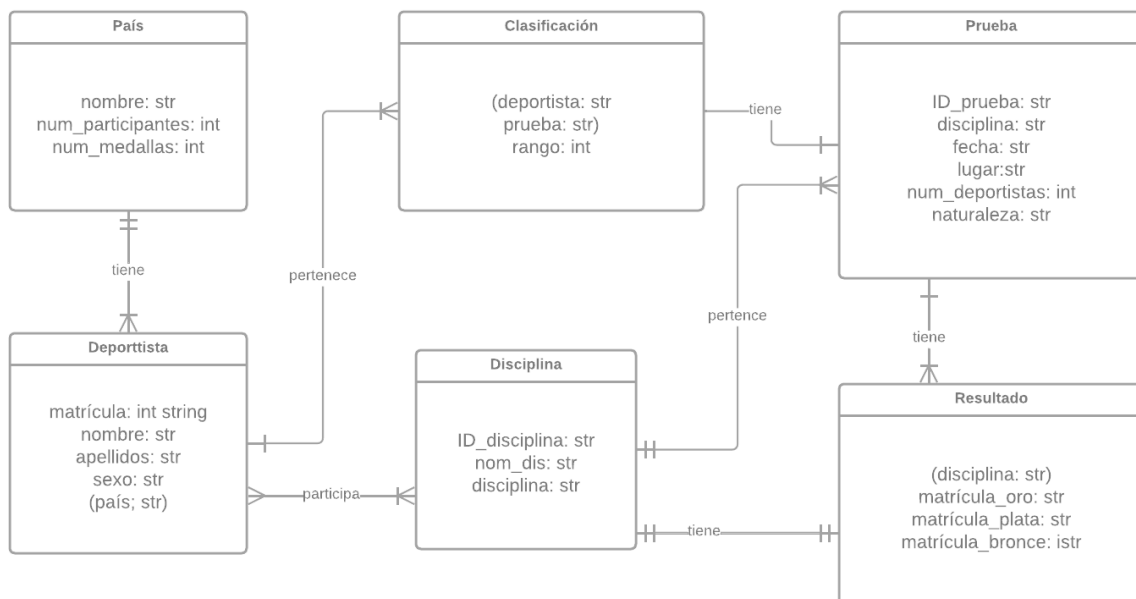 País
nombre: str
num_participantes: int
num_medallas: int
Clasificación
(deportista: str
prueba: str)
rango: int
Prueba
ID_prueba: str
disciplina: str
fecha: str
lugar:str
num_deportistas: int
naturaleza: str
tiene
tiene
pertenece
pertence
tiene
Deporttista
matrícula: int string
nombre: str
apellidos: str
sexo: str
(país; str)
participa
Disciplina
ID_disciplina: str
nom_dis: str
disciplina: str
tiene
Resultado
(disciplina: str)
matrícula_oro: str
matrícula_plata: str
matrícula_bronce: istr